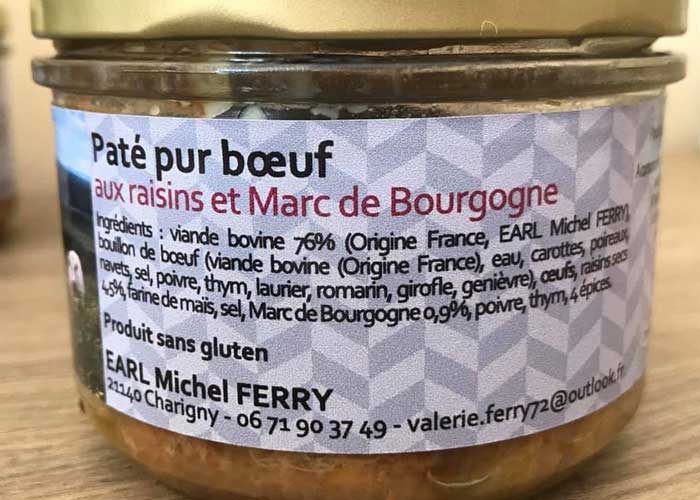 Paté pur bœuf
aux raisins et Marc de Bourgogne
Ingrédients : viande bovine 76% (Origine France, EARL Michel FERRY),
bouillon de bœuf (viande bovine (Origine France), eau, carottes, poireaux,
navets, sel, poivre, thym, laurier, romarin, girofle, genièvre), œufs, raisins secs
4,5%, farine de maïs, sel, Marc de Bourgogne 0,9%, poivre, thym, 4 épices.
Produit sans gluten
EARL Michel FERRY
21140 Charigny - 06 71 90 37 49 - valerie.ferry72@outlook.fr